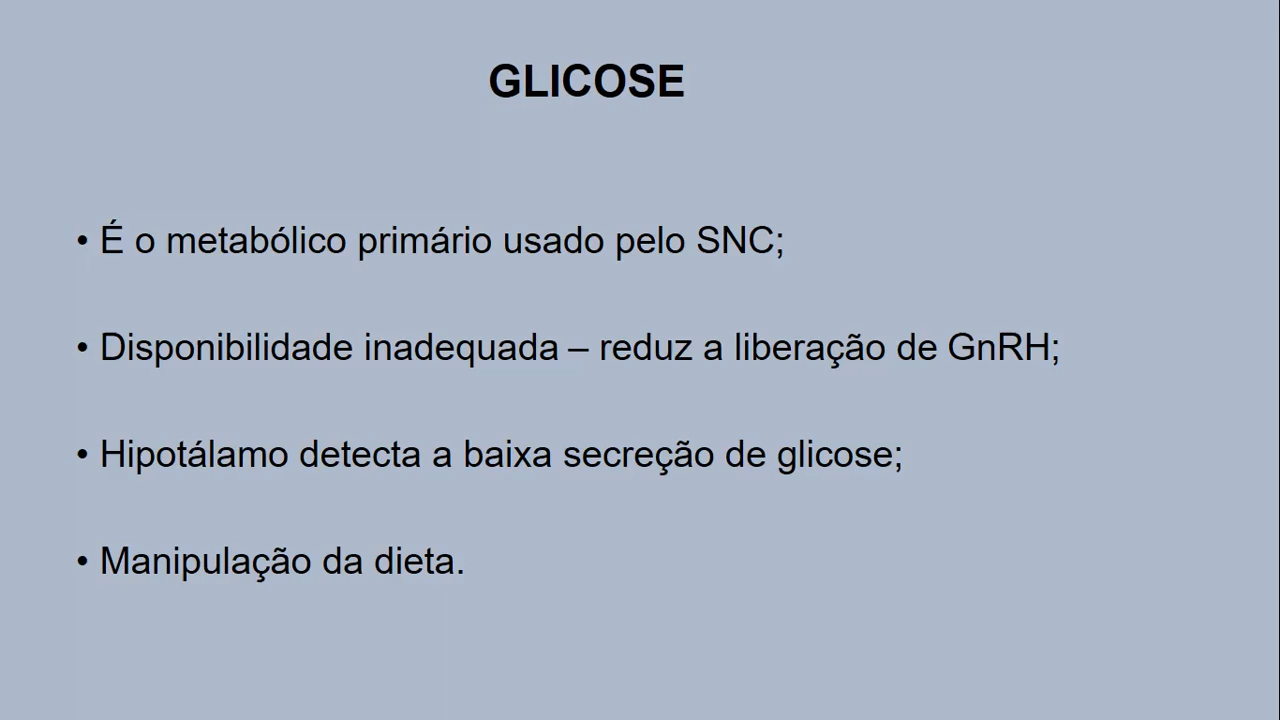 GLICOSE
• É o metabólico primário usado pelo SNC;
• Disponibilidade inadequada – reduz a liberação de GnRH;
• Hipotálamo detecta a baixa secreção de glicose;
• Manipulação da dieta.